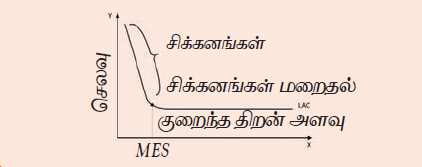 Y
சிக்கனங்கள்
செலவு
சிக்கனங்கள் மறைதல்
LAC
குறைந்த திறன் அளவு
X
MES